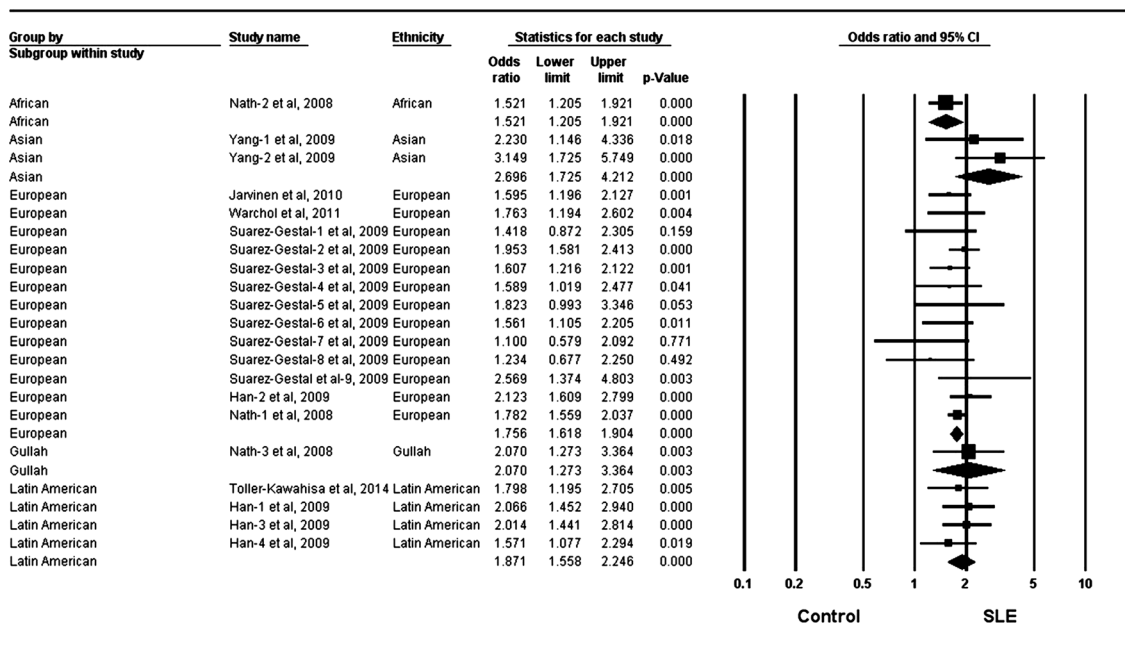 Group by Study name Ethnicity Statistics for each study Odds ratio and 95% CI
Subgroup within study
Odds Lower Upper
ratio limit limit p-Value
African Nath-2 et al, 2008 African 1.521 1.205 1.921 0.000
African 1.521 1.205 1.921 0.000
Asian Yang-1 et al, 2009 Asian 2.230 1.146 4.336 0.018
Asian Yang-2 et al, 2009 Asian 3.149 1.725 5.749 0.000
Asian 2.696 1.725 4.212 0.000
European Jarvinen et al, 2010 European 1.595 1.196 2.127 0.001
European Warchol et al, 2011 European 1.763 1.194 2.602 0.004
European Suarez-Gestal-1 et al, 2009 European 1.418 0.872 2.305 0.159
European Suarez-Gestal-2 et al, 2009 European 1.953 1.581 2.413 0.000
European Suarez-Gestal-3 et al, 2009 European 1.607 1.216 2.122 0.001
European Suarez-Gestal-4 et al, 2009 European 1.589 1.019 2.477 0.041
European Suarez-Gestal-5 et al, 2009 European 1.823 0.993 3.346 0.053
European Suarez-Gestal-6 et al, 2009 European 1.561 1.105 2.205 0.011
European Suarez-Gestal-7 et al, 2009 European 1.100 0.579 2.092 0.771
European Suarez-Gestal-8 et al, 2009 European 1.234 0.677 2.250 0.492
European Suarez-Gestal et al-9, 2009 European 2.569 1.374 4.803 0.003
European Han-2 et al, 2009 European 2.123 1.609 2.799 0.000
European Nath-1 et al, 2008 European 1.782 1.559 2.037 0.000
European 1.756 1.618 1.904 0.000
Gullah Nath-3 et al, 2008 Gullah 2.070 1.273 3.364 0.003
Gullah 2.070 1.273 3.364 0.003
Latin American Toller-Kawahisa et al, 2014 Latin American 1.798 1.195 2.705 0.005
Latin American Han-1 et al, 2009 Latin American 2.066 1.452 2.940 0.000
Latin American Han-3 et al, 2009 Latin American 2.014 1.441 2.814 0.000
Latin American Han-4 et al, 2009 Latin American 1.571 1.077 2.294 0.019
Latin American 1.871 1.558 2.246 0.000
0.1 0.2 0.5 1 2 5 10
Control SLE